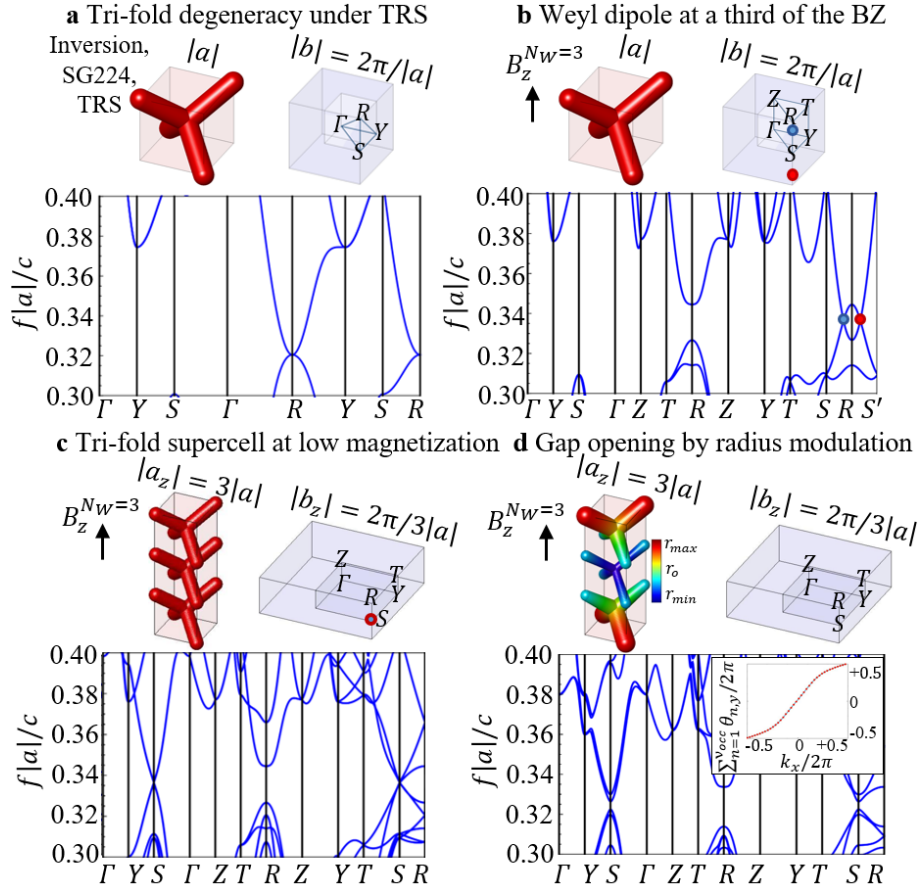 a Tri-fold degeneracy under TRS
Inversion,
SG224,
TRS
|a|
|b| = 2π/|a|
Γ
R
Y
S
f|a|/c
0.40
0.38
0.36
0.34
0.32
0.30
Γ Y S Γ R Y S R
b Weyl dipole at a third of the BZ
B_z^{N_W=3}
|a|
|b| = 2π/|a|
Z
T
R
Γ
Y
S
f|a|/c
0.40
0.38
0.36
0.34
0.32
0.30
Γ Y S Γ Z T R Z Y T S R S′
c Tri-fold supercell at low magnetization
B_z^{N_W=3}
|a_z| = 3|a|
|b_z| = 2π/3|a|
Z
Γ
T
R
Y
S
f|a|/c
0.40
0.38
0.36
0.34
0.32
0.30
Γ Y S Γ Z T R Z Y T S R
d Gap opening by radius modulation
B_z^{N_W=3}
|a_z| = 3|a|
r_max
r_o
r_min
|b_z| = 2π/3|a|
Z
Γ
T
Y
R
S
f|a|/c
0.40
0.38
0.36
0.34
0.32
0.30
Γ Y S Γ Z T R Z Y T S R
∑_{n=1}^{ν_occ} θ_{n,y}/2π
+0.5
0
-0.5
-0.5 0 +0.5
k_x/2π